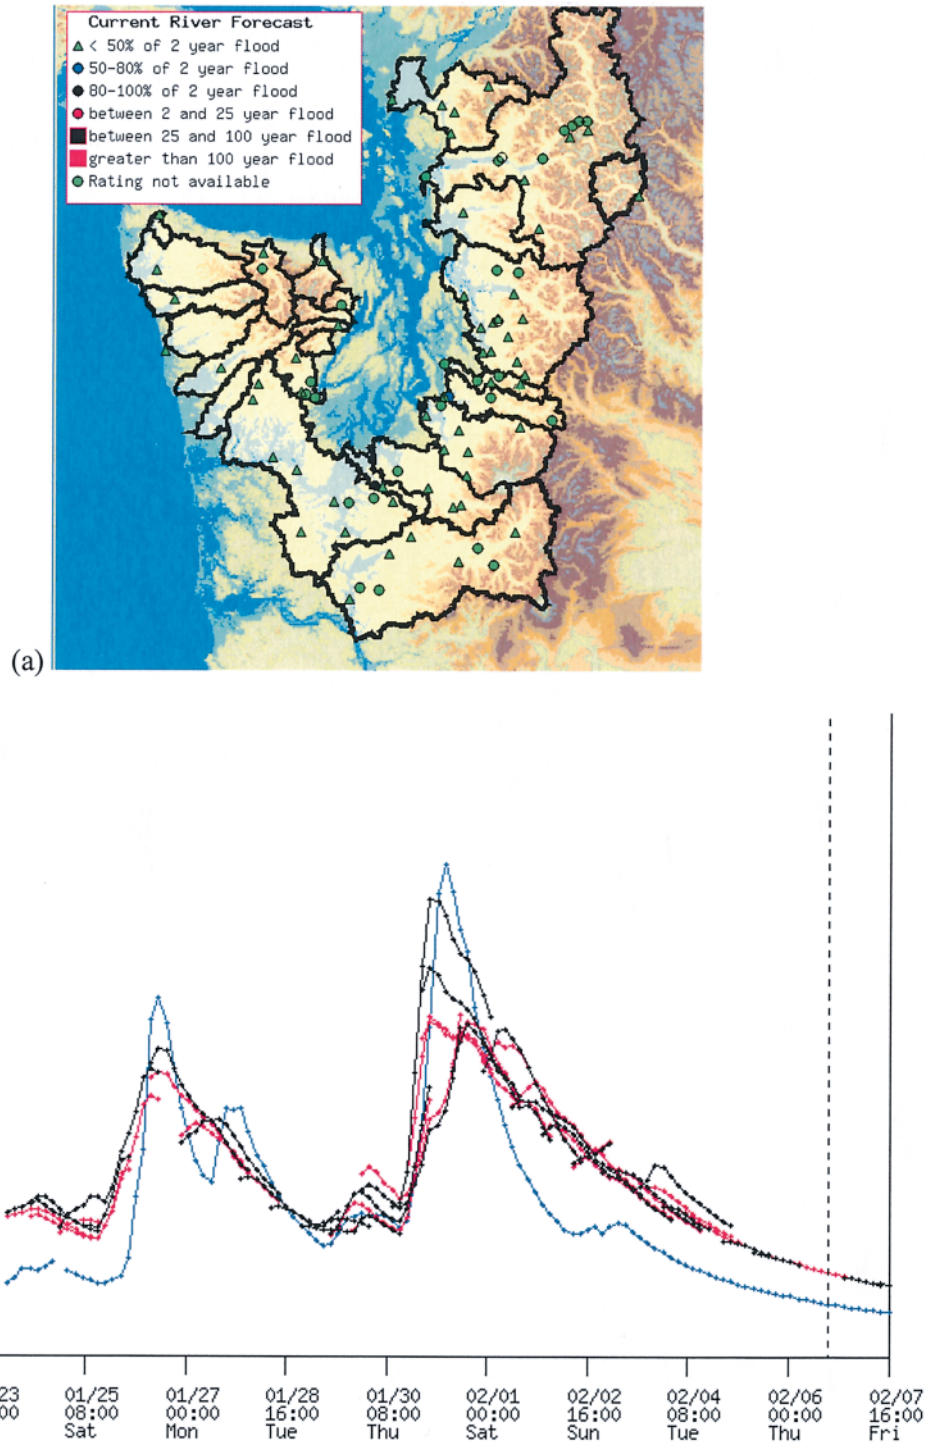 Current River Forecast
< 50% of 2 year flood
50-80% of 2 year flood
80-100% of 2 year flood
between 2 and 25 year flood
between 25 and 100 year flood
greater than 100 year flood
Rating not available
(a)
23 01/25 01/27 01/28 01/30 02/01 02/02 02/04 02/06 02/07
00 08:00 00:00 16:00 08:00 00:00 16:00 08:00 00:00 16:00
Sat Mon Tue Thu Sat Sun Tue Thu Fri